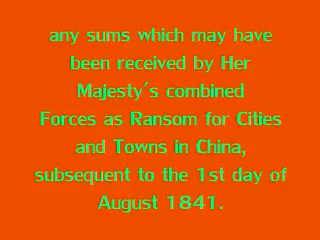 any sums which may have
been received by Her
Majesty's combined
Forces as Ransom for Cities
and Towns in China,
subsequent to the 1st day of
August 1841.